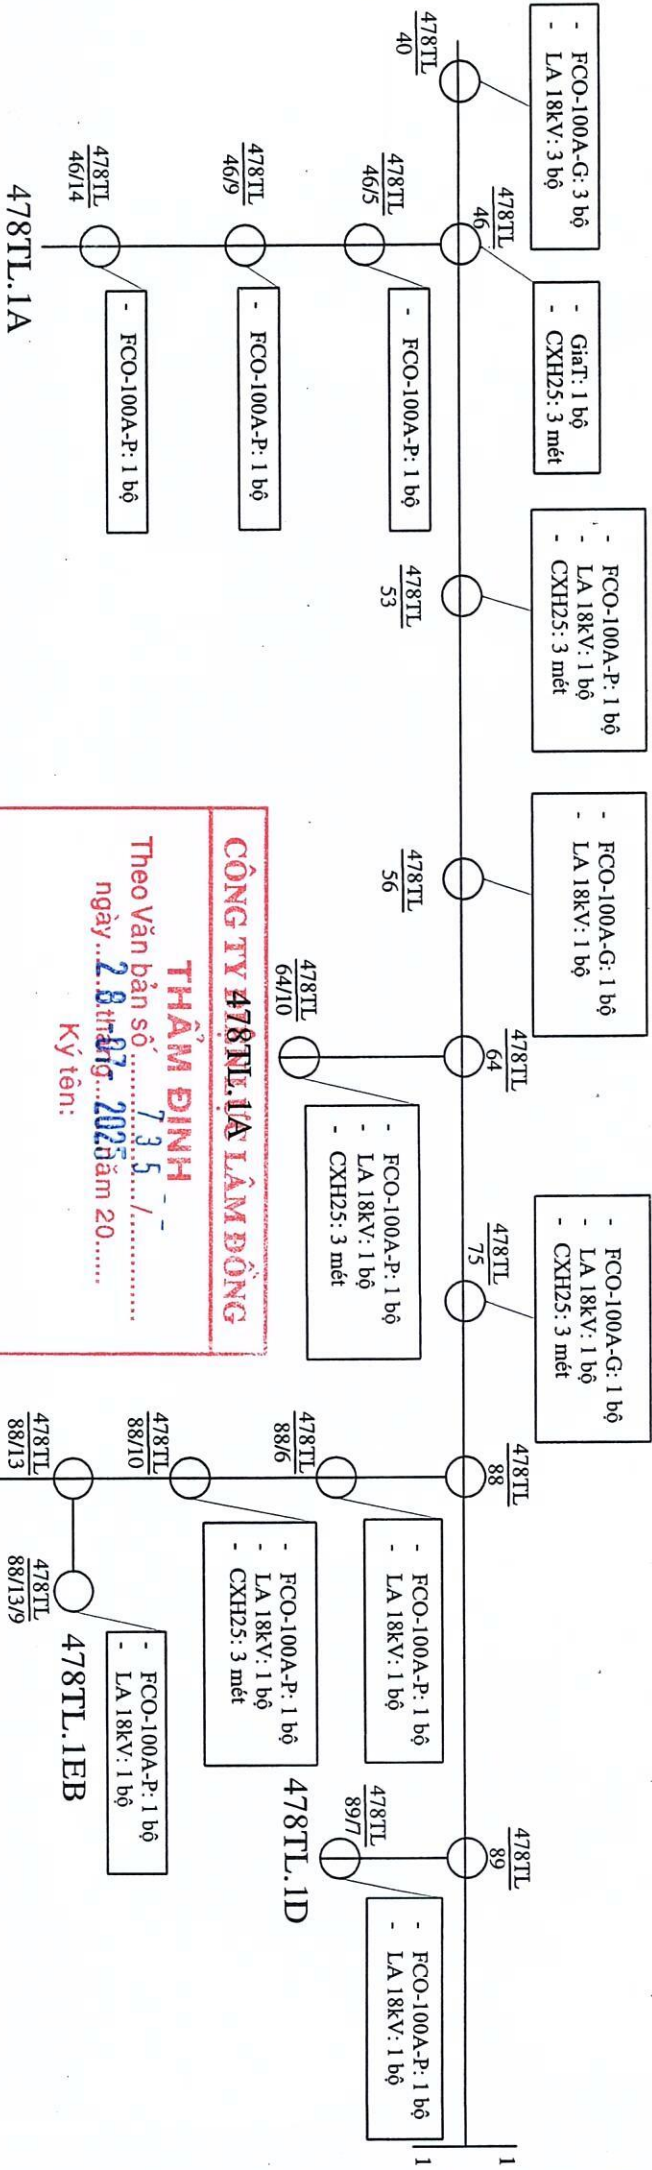 - FCO-100A-G: 3 bộ
- LA 18kV: 3 bộ
478TL
40
478TL
46
- GiaT: 1 bộ
- CXH25: 3 mét
478TL
46/5
- FCO-100A-P: 1 bộ
478TL
46/9
- FCO-100A-P: 1 bộ
478TL
46/14
- FCO-100A-P: 1 bộ
478TL.1A
- FCO-100A-P: 1 bộ
- LA 18kV: 1 bộ
- CXH25: 3 mét
478TL
53
- FCO-100A-G: 1 bộ
- LA 18kV: 1 bộ
478TL
56
478TL
64
478TL
64/10
- FCO-100A-P: 1 bộ
- LA 18kV: 1 bộ
- CXH25: 3 mét
478TL.1A
CÔNG TY ĐIỆN LỰC LÂM ĐỒNG
THẨM ĐỊNH
Theo Văn bản số ............/............
735 - -
ngày......tháng......năm 20......
28 -07- 2025
Ký tên:
- FCO-100A-G: 1 bộ
- LA 18kV: 1 bộ
- CXH25: 3 mét
478TL
75
478TL
88
478TL
88/6
- FCO-100A-P: 1 bộ
- LA 18kV: 1 bộ
478TL
88/10
- FCO-100A-P: 1 bộ
- LA 18kV: 1 bộ
- CXH25: 3 mét
478TL
88/13
478TL
88/13/9
- FCO-100A-P: 1 bộ
- LA 18kV: 1 bộ
478TL.1EB
478TL
89
478TL
89/7
- FCO-100A-P: 1 bộ
- LA 18kV: 1 bộ
478TL.1D
1
1